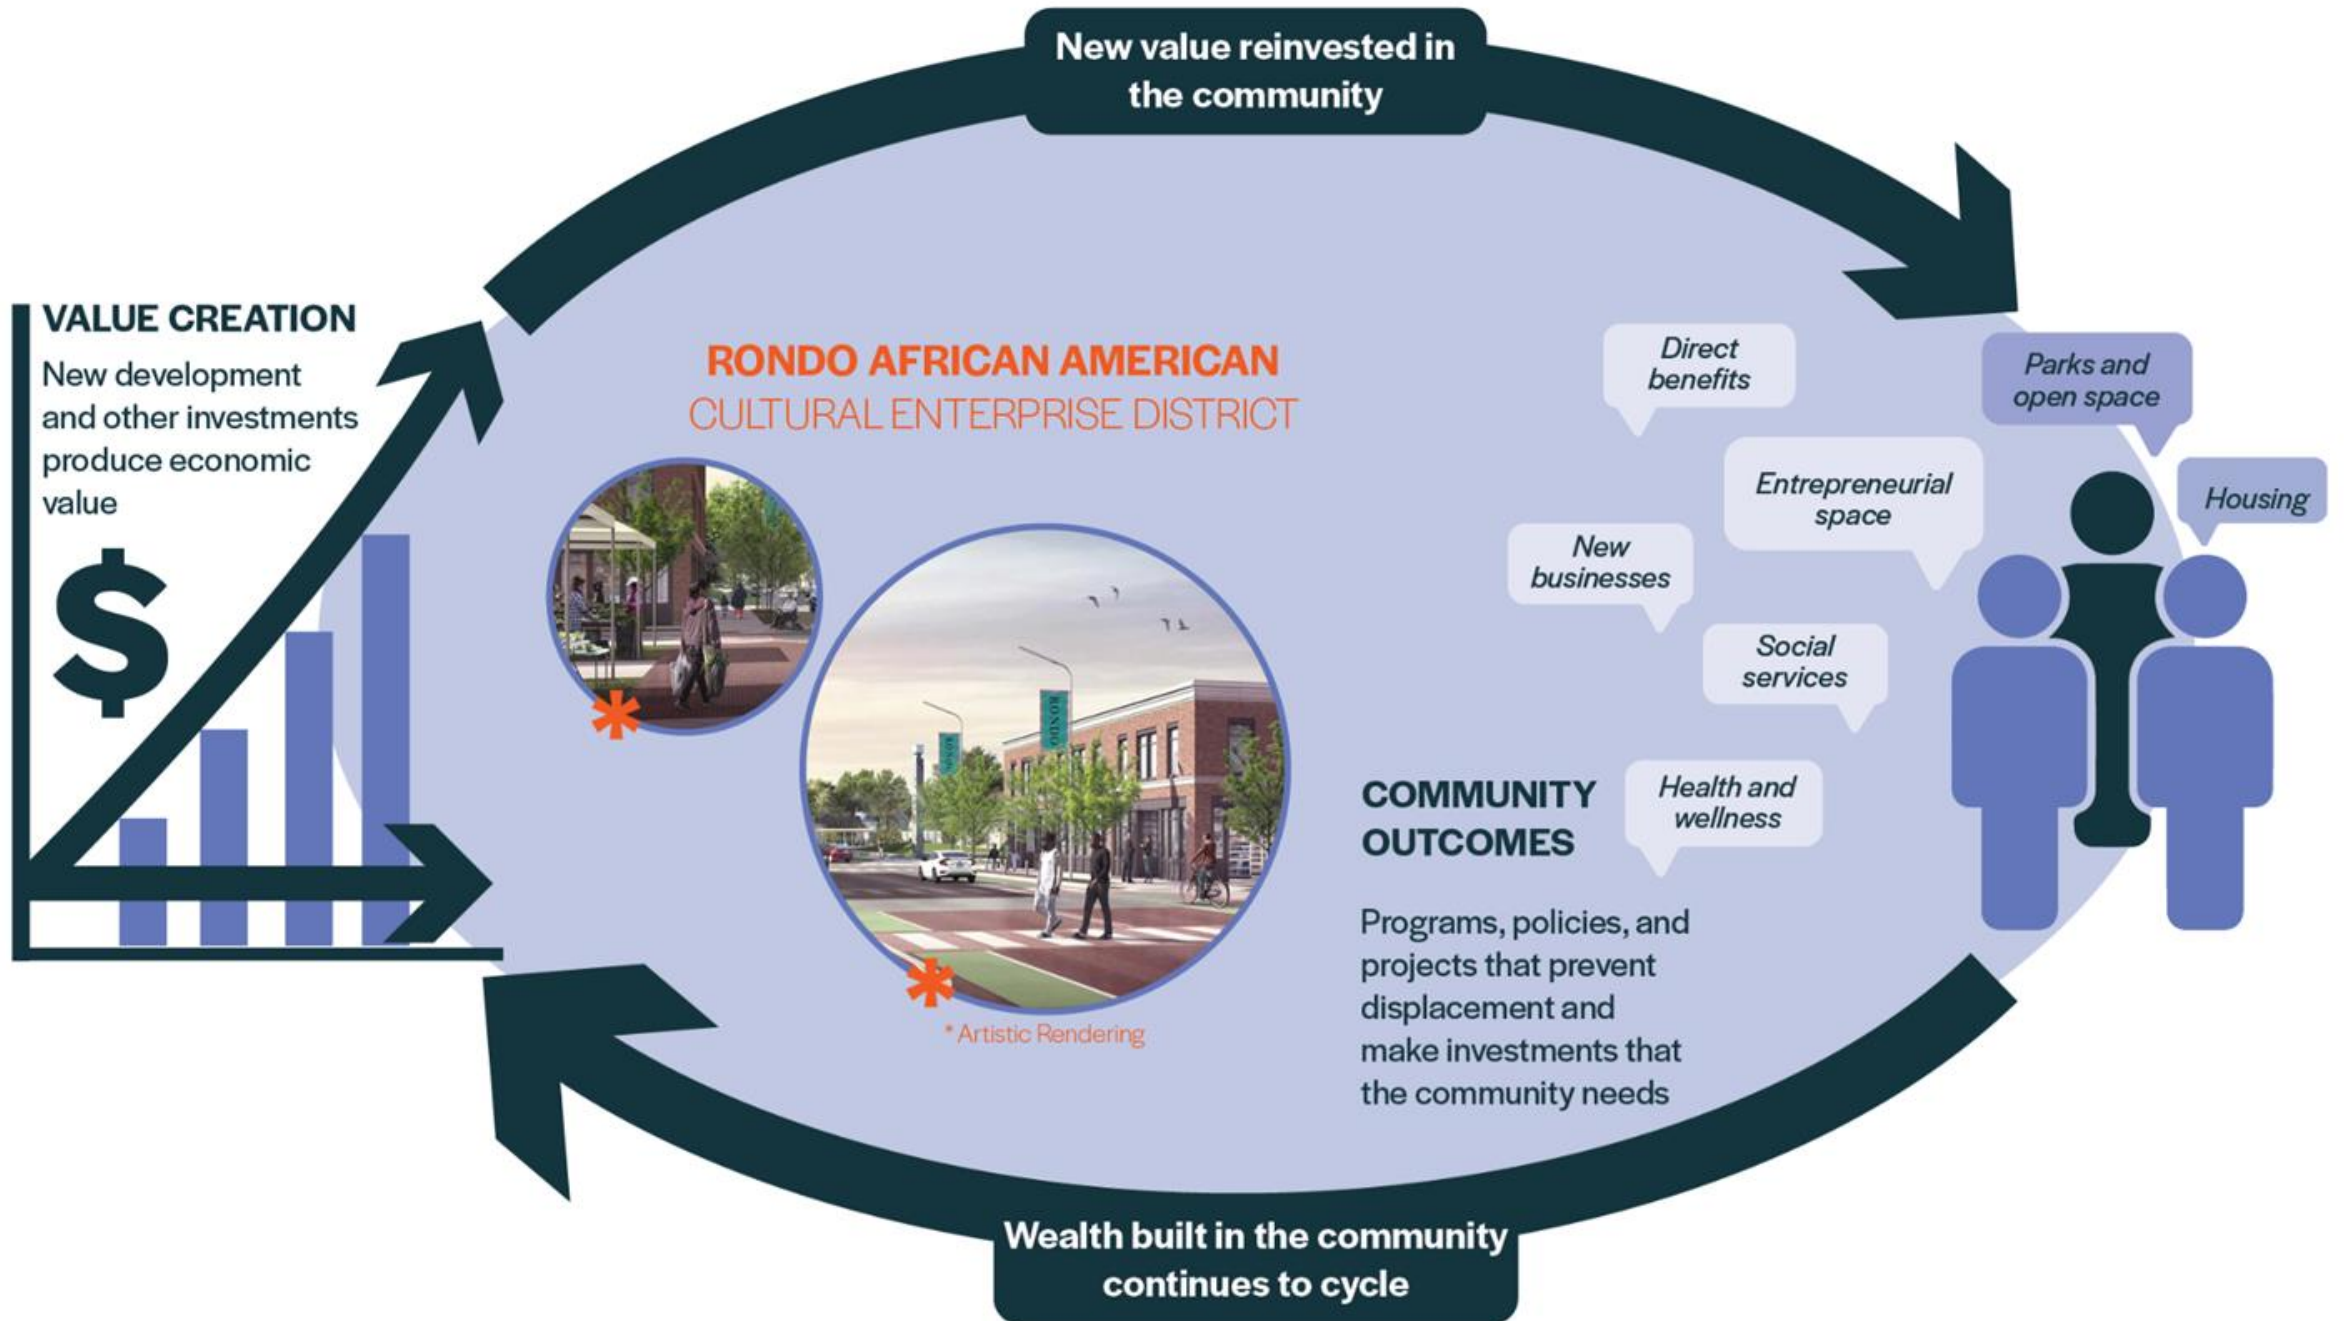 New value reinvested in
the community
VALUE CREATION
New development
and other investments
produce economic
value
$
RONDO AFRICAN AMERICAN
CULTURAL ENTERPRISE DISTRICT
RONDO
RONDO
* Artistic Rendering
Direct
benefits
Parks and
open space
Entrepreneurial
space
Housing
New
businesses
Social
services
Health and
wellness
COMMUNITY
OUTCOMES
Programs, policies, and
projects that prevent
displacement and
make investments that
the community needs
Wealth built in the community
continues to cycle